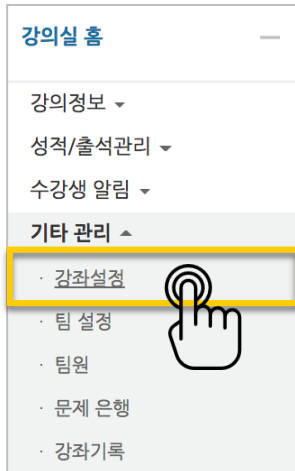 강의실 홈
강의정보
성적/출석관리
수강생 알림
기타 관리
· 강좌설정
· 팀 설정
· 팀원
· 문제 은행
· 강좌기록